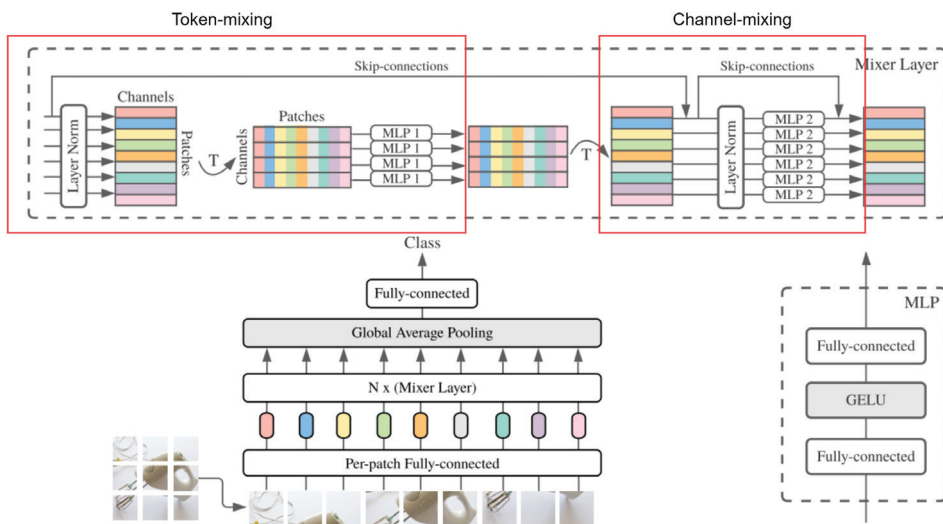 Token-mixing
Channel-mixing
Mixer Layer
Skip-connections
Skip-connections
Channels
Layer Norm
Patches
T
Channels
Patches
MLP 1
MLP 1
MLP 1
MLP 1
T
Layer Norm
MLP 2
MLP 2
MLP 2
MLP 2
MLP 2
MLP 2
Class
Fully-connected
Global Average Pooling
N x (Mixer Layer)
Per-patch Fully-connected
MLP
Fully-connected
GELU
Fully-connected